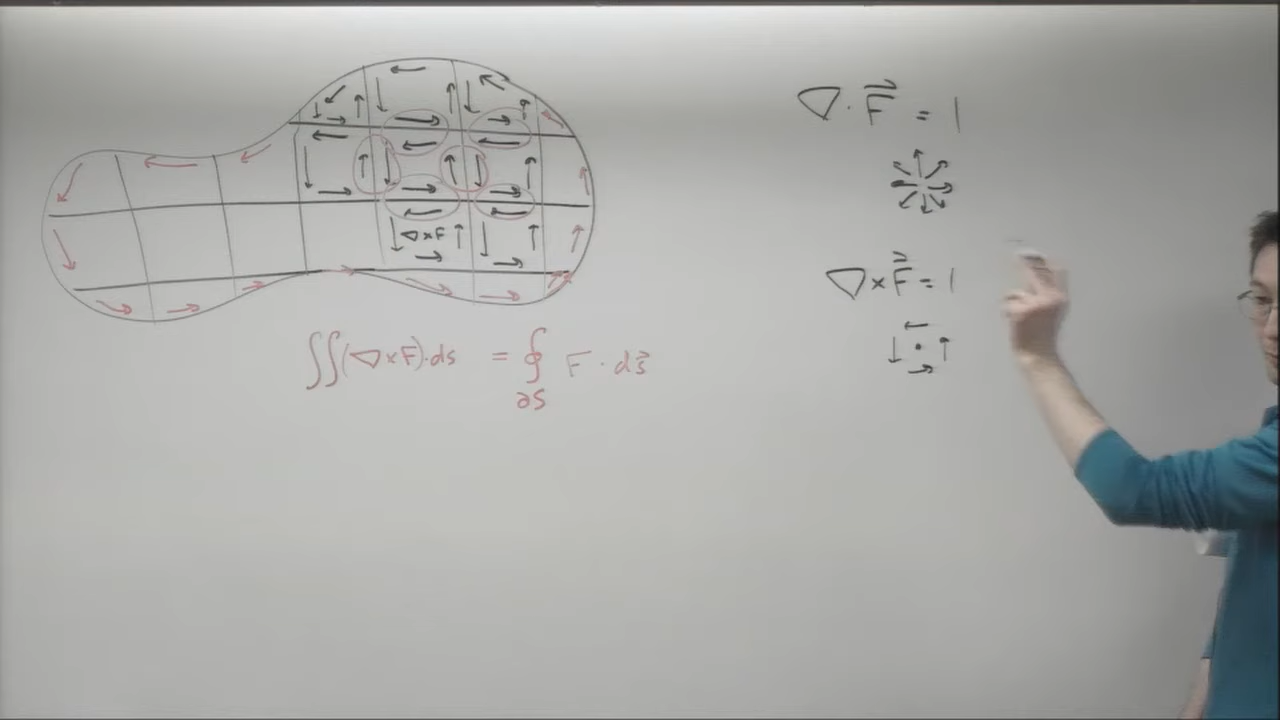 ∇×F
∬(∇×F)·ds = ∮_∂S F·ds⃗
∇·F⃗ = 1
∇×F⃗ = 1